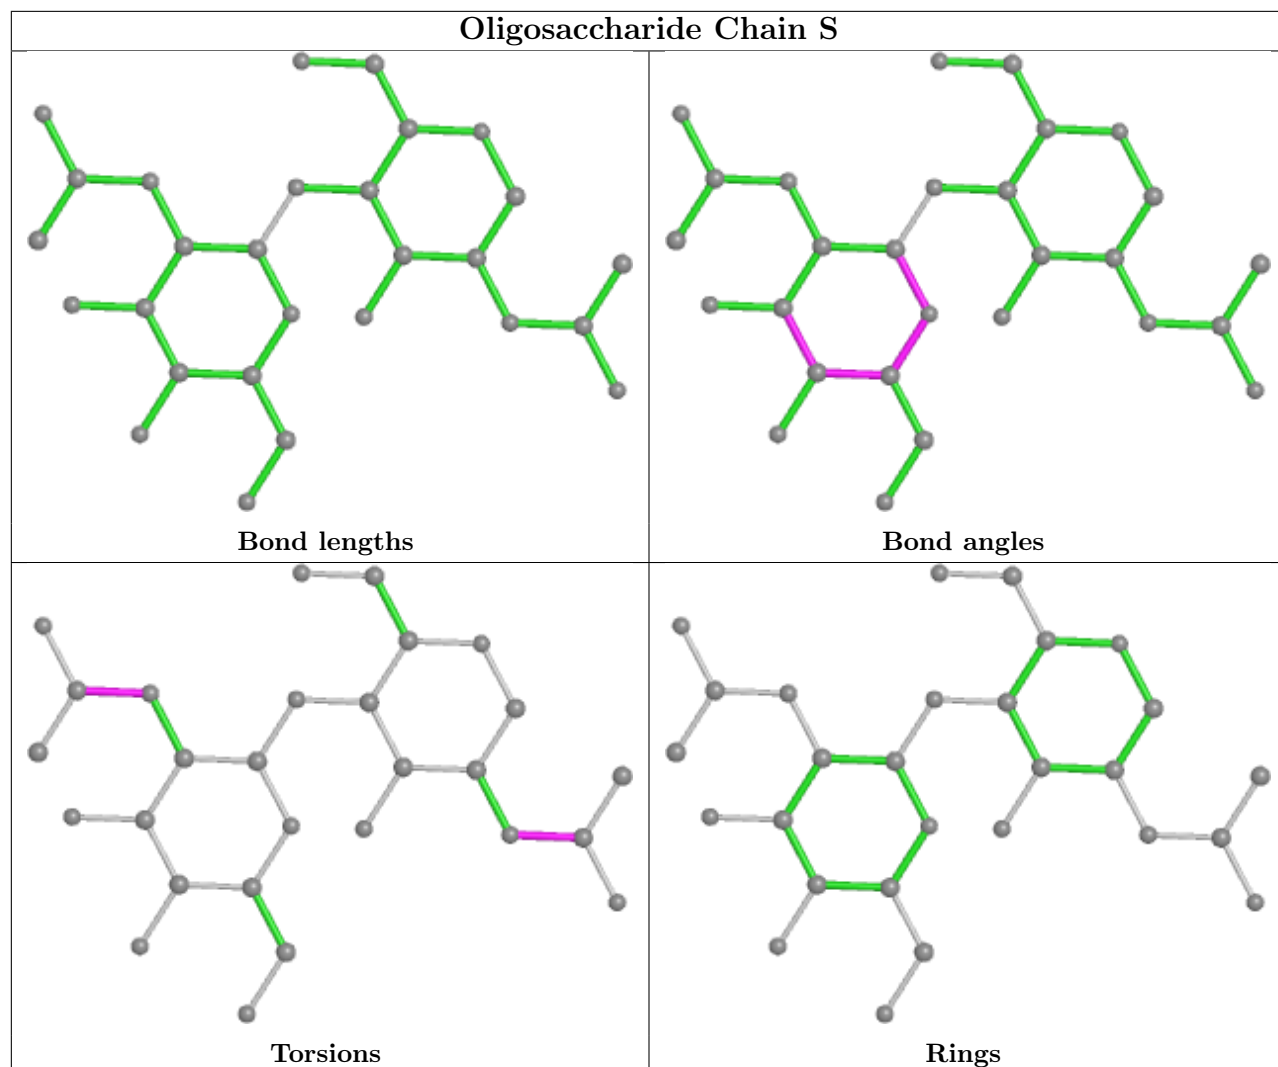 Oligosaccharide Chain S
Bond lengths
Bond angles
Torsions
Rings